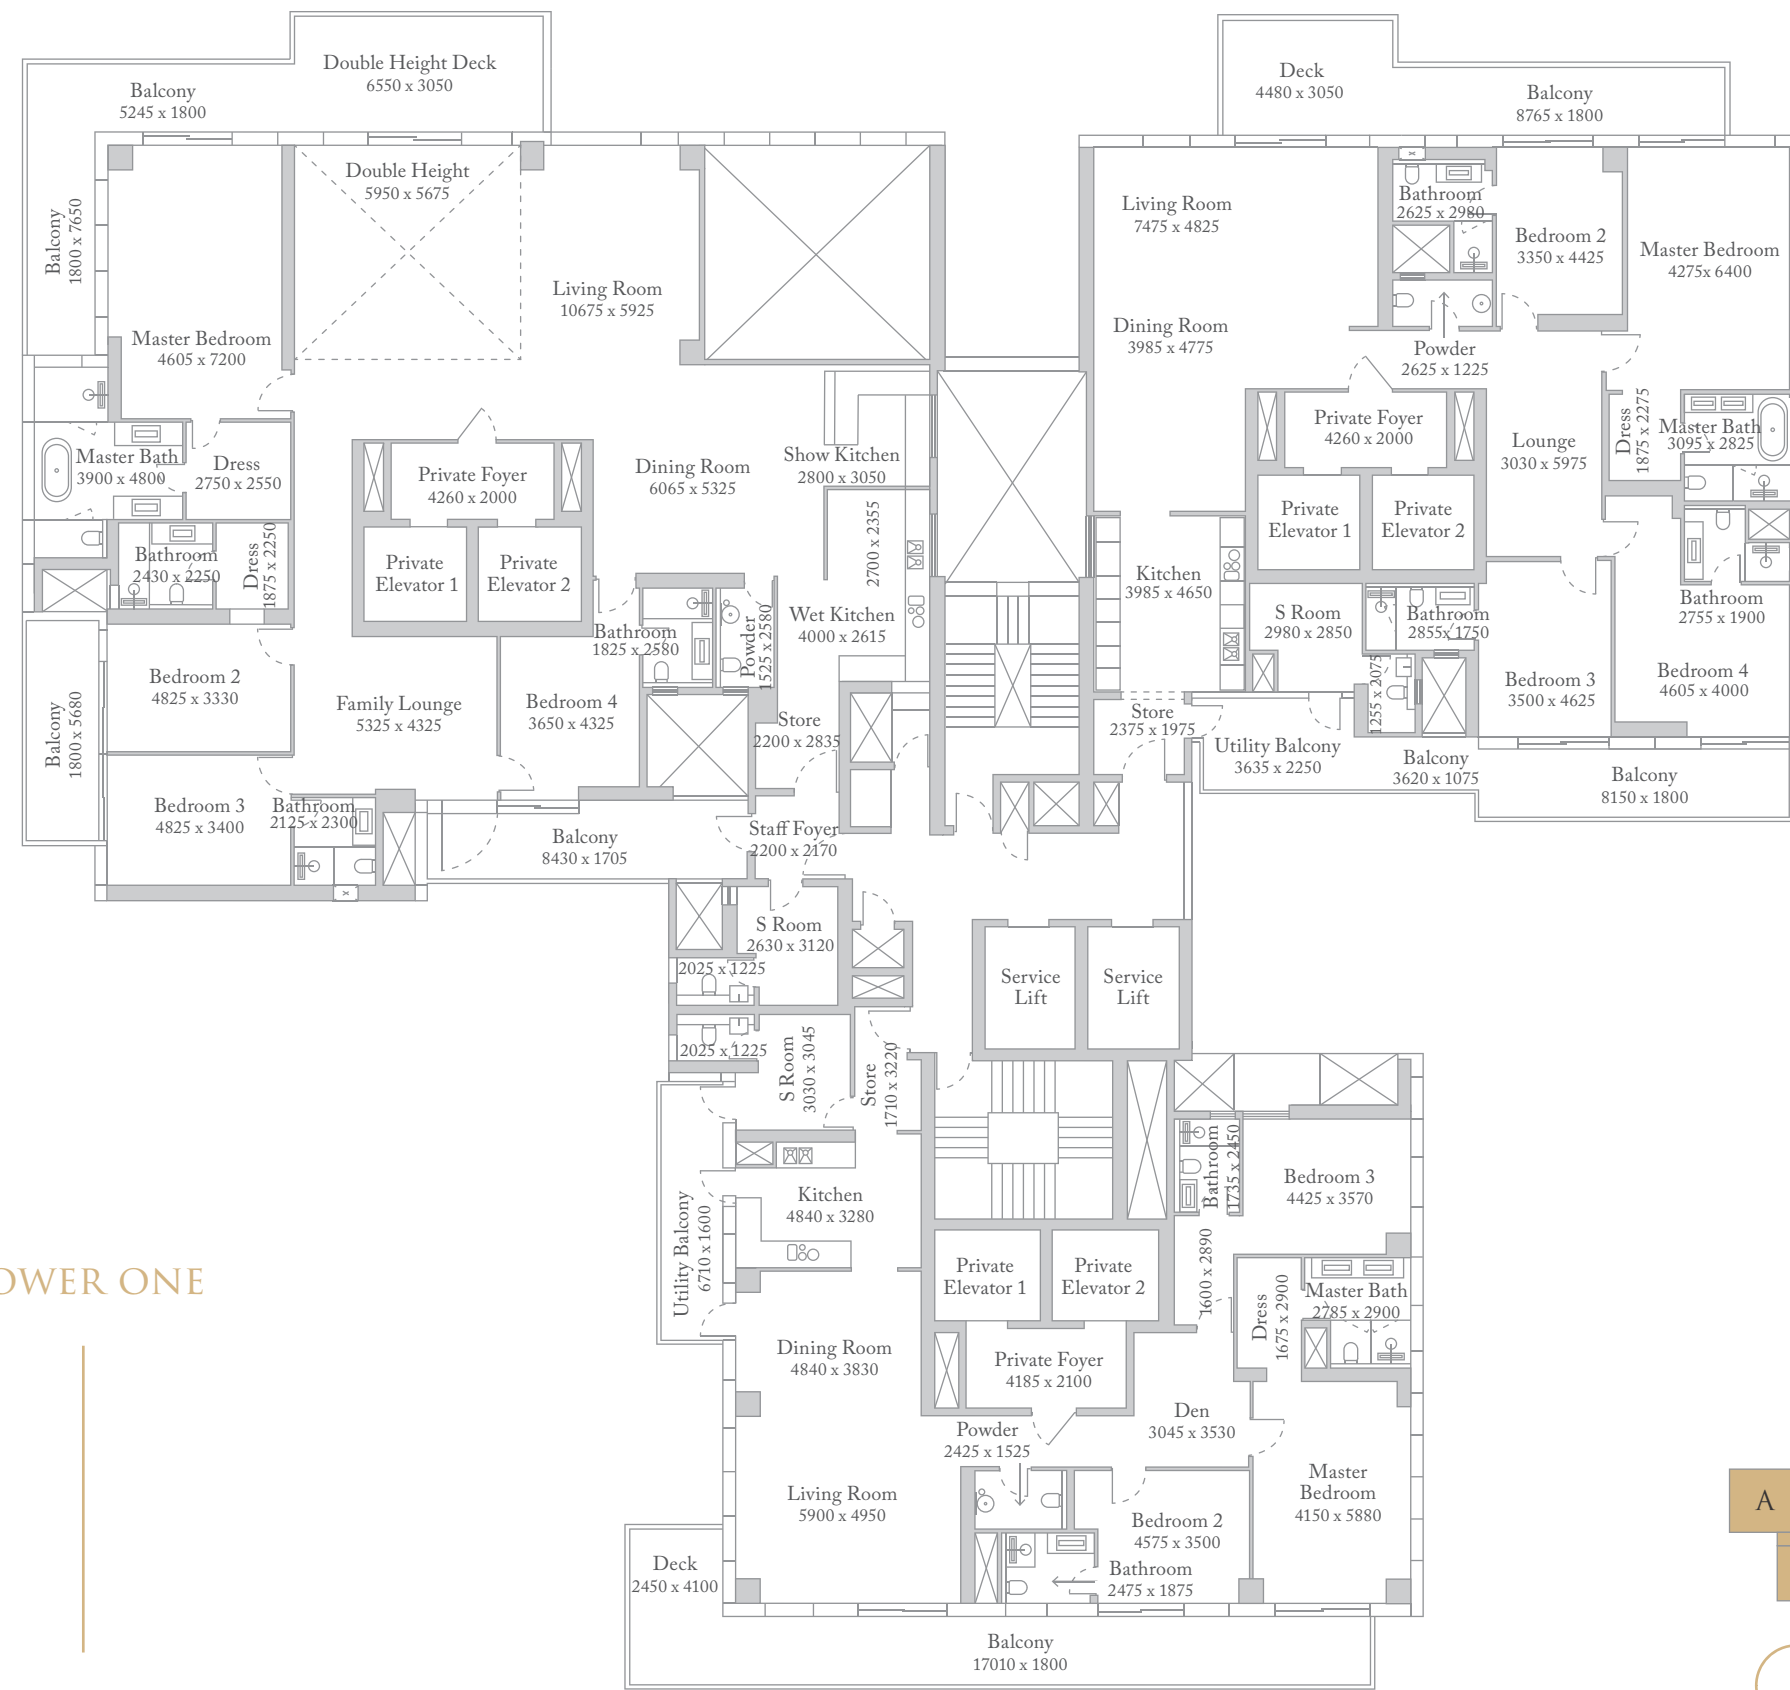 Double Height Deck
6550 x 3050
Balcony
5245 x 1800
Balcony
1800 x 7650
Double Height
5950 x 5675
Living Room
10675 x 5925
Master Bedroom
4605 x 7200
Master Bath
3900 x 4800
Dress
2750 x 2550
Private Foyer
4260 x 2000
Dining Room
6065 x 5325
Show Kitchen
2800 x 3050
2700 x 2355
Bathroom
2430 x 2250
Dress
1875 x 2250
Private
Elevator 1
Private
Elevator 2
Bathroom
1825 x 2580
Powder
1525 x 2580
Wet Kitchen
4000 x 2615
Bedroom 2
4825 x 3330
Family Lounge
5325 x 4325
Bedroom 4
3650 x 4325
Store
2200 x 2835
Balcony
1800 x 5680
Bedroom 3
4825 x 3400
Bathroom
2125 x 2300
Balcony
8430 x 1705
Staff Foyer
2200 x 2170
Deck
4480 x 3050
Balcony
8765 x 1800
Living Room
7475 x 4825
Bathroom
2625 x 2980
Bedroom 2
3350 x 4425
Master Bedroom
4275x 6400
Dining Room
3985 x 4775
Powder
2625 x 1225
Private Foyer
4260 x 2000
Lounge
3030 x 5975
Dress
1875 x 2275
Master Bath
3095 x 2825
Private
Elevator 1
Private
Elevator 2
Kitchen
3985 x 4650
S Room
2980 x 2850
Bathroom
2855x 1750
Bathroom
2755 x 1900
1255 x 2075
Bedroom 3
3500 x 4625
Bedroom 4
4605 x 4000
Store
2375 x 1975
Utility Balcony
3635 x 2250
Balcony
3620 x 1075
Balcony
8150 x 1800
S Room
2630 x 3120
2025 x 1225
Service
Lift
Service
Lift
2025 x 1225
S Room
3030 x 3045
Store
1710 x 3220
Bathroom
1735 x 2450
Bedroom 3
4425 x 3570
Kitchen
4840 x 3280
Utility Balcony
6710 x 1600
Private
Elevator 1
Private
Elevator 2
1600 x 2890
Dress
1675 x 2900
Master Bath
2785 x 2900
Dining Room
4840 x 3830
Private Foyer
4185 x 2100
Den
3045 x 3530
Powder
2425 x 1525
Living Room
5900 x 4950
Master
Bedroom
4150 x 5880
Bedroom 2
4575 x 3500
Bathroom
2475 x 1875
Deck
2450 x 4100
Balcony
17010 x 1800
OWER ONE
A